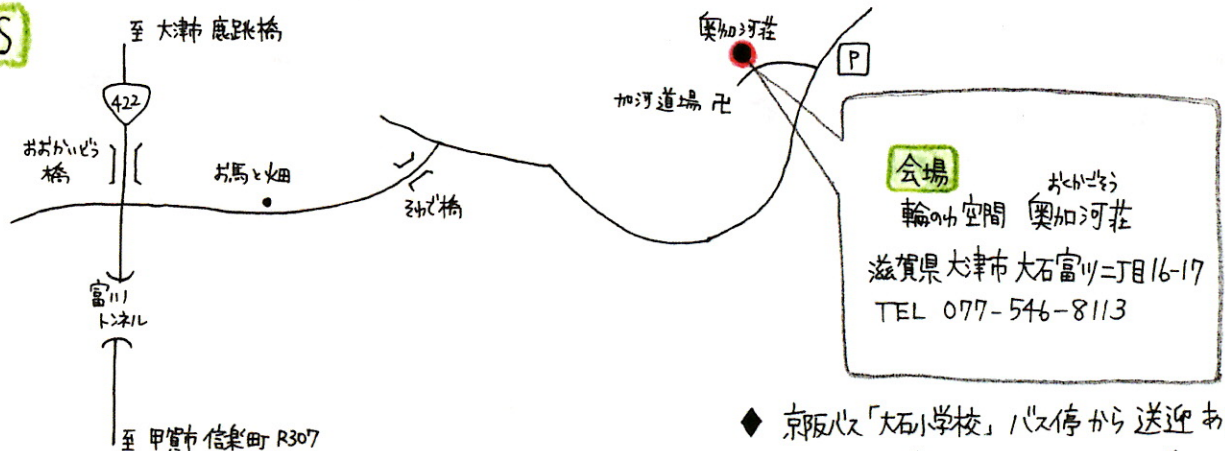 S
至 大津市 鹿跳橋
422
おおかいどう
橋
お馬と畑
そわで橋
富川
トンネル
至 甲賀市 信楽町 R307
奥加河荘
P
加河道場 卍
会場
おくかごそう
輪のわ空間 奥加河荘
滋賀県大津市大石富川二丁目16-17
TEL 077-546-8113
◆ 京阪バス「大石小学校」バス停から送迎あ